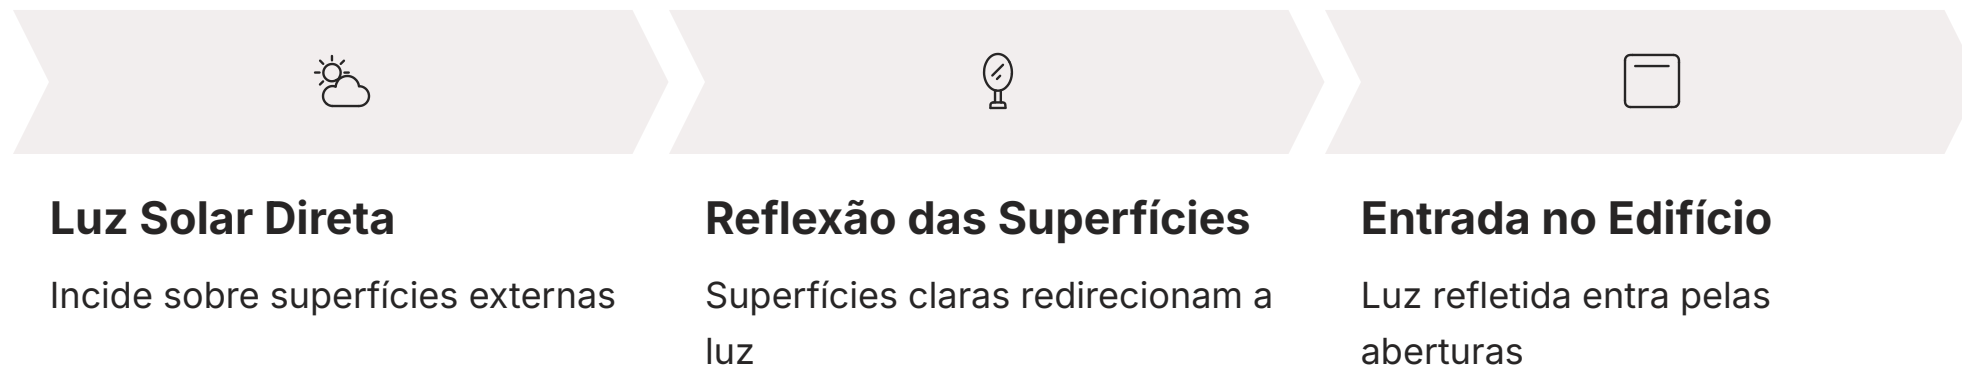 Luz Solar Direta
Incide sobre superfícies externas
Reflexão das Superfícies
Superfícies claras redirecionam a
luz
Entrada no Edifício
Luz refletida entra pelas
aberturas